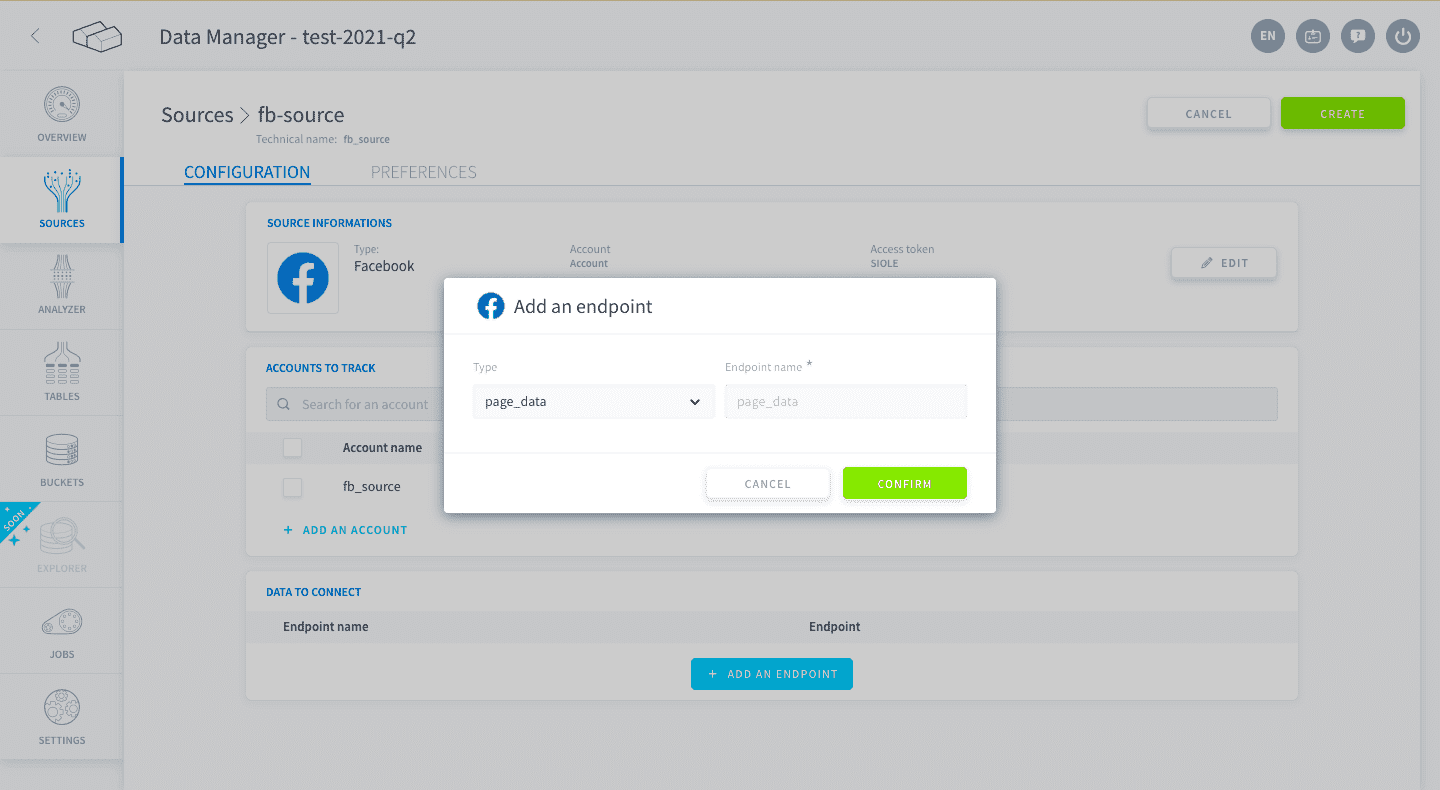 Data Manager - test-2021-q2
EN
OVERVIEW
SOURCES
ANALYZER
TABLES
BUCKETS
SOON
EXPLORER
JOBS
SETTINGS
Sources > fb-source
Technical name: fb_source
CANCEL
CREATE
CONFIGURATION
PREFERENCES
SOURCE INFORMATIONS
Type:
Facebook
Account
Account
Access token
SIOLE
EDIT
ACCOUNTS TO TRACK
Search for an account
Account name
fb_source
+ ADD AN ACCOUNT
Add an endpoint
Type
Endpoint name *
page_data
page_data
CANCEL
CONFIRM
DATA TO CONNECT
Endpoint name
Endpoint
+ ADD AN ENDPOINT